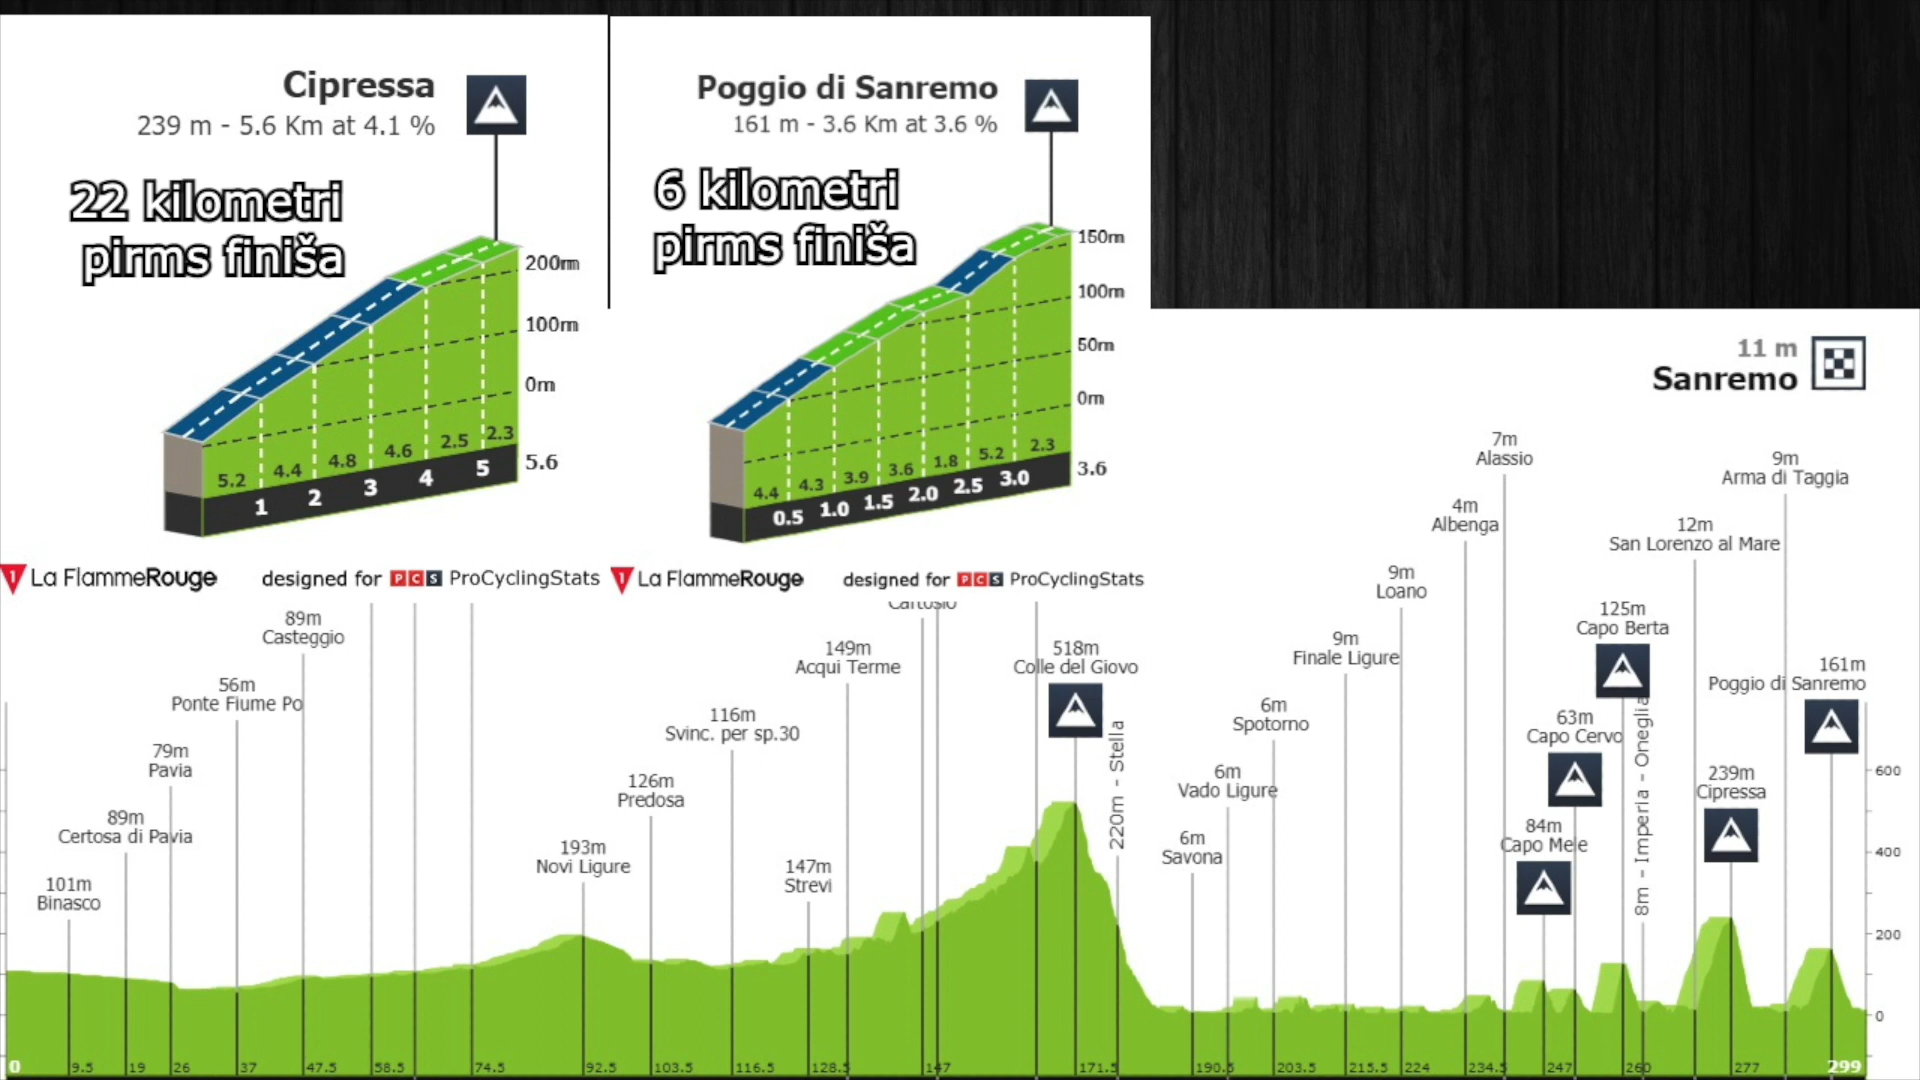 Cipressa
239 m - 5.6 Km at 4.1 %
22 kilometri
pirms finiša
200m
100m
0m
5.2 4.4 4.8 4.6 2.5 2.3
1 2 3 4 5 5.6
La FlammeRouge designed for PCS ProCyclingStats
Poggio di Sanremo
161 m - 3.6 Km at 3.6 %
6 kilometri
pirms finiša
150m
100m
50m
0m
4.4 4.3 3.9 3.6 1.8 5.2 2.3
0.5 1.0 1.5 2.0 2.5 3.0 3.6
La FlammeRouge designed for PCS ProCyclingStats
11 m
Sanremo
101m
Binasco
89m
Certosa di Pavia
79m
Pavia
56m
Ponte Fiume Po
89m
Casteggio
193m
Novi Ligure
126m
Predosa
116m
Svinc. per sp.30
147m
Strevi
149m
Acqui Terme
Cartosio
518m
Colle del Giovo
220m - Stella
6m
Savona
6m
Vado Ligure
6m
Spotorno
9m
Finale Ligure
9m
Loano
4m
Albenga
7m
Alassio
84m
Capo Mele
63m
Capo Cervo
125m
Capo Berta
8m - Imperia - Oneglia
12m
San Lorenzo al Mare
239m
Cipressa
9m
Arma di Taggia
161m
Poggio di Sanremo
600
400
200
0
0 9.5 19 26 37 47.5 58.5 74.5 92.5 103.5 116.5 128.5 147 171.5 190.5 203.5 215.5 224 234.5 247 260 277 299